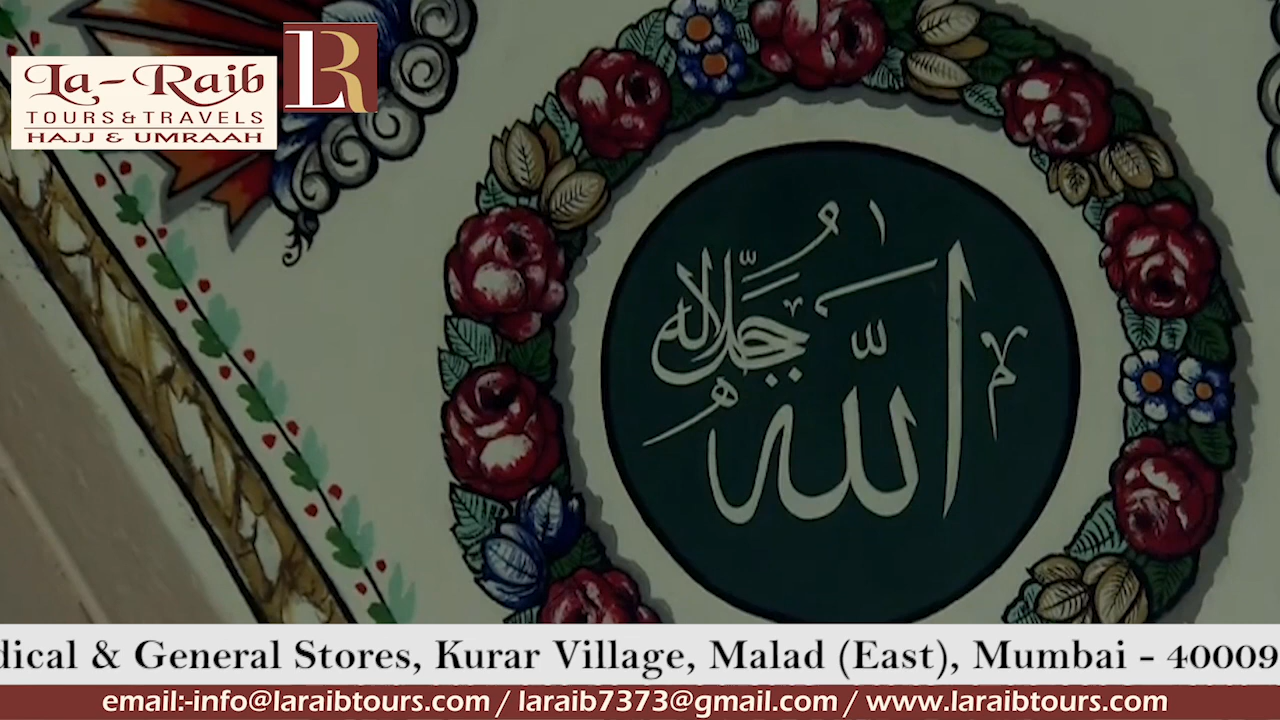 La-Raib
TOURS & TRAVELS
HAJJ & UMRAAH
LR
الله
جل جلاله
dical & General Stores, Kurar Village, Malad (East), Mumbai - 40009
email:-info@laraibtours.com / laraib7373@gmail.com / www.laraibtours.com